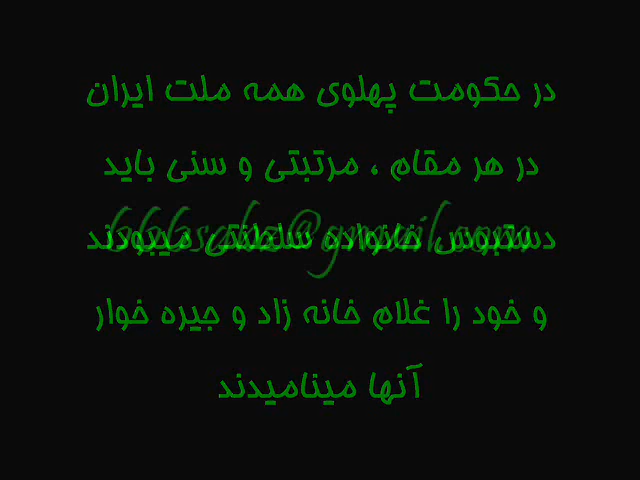 در حکومت پهلوی همه ملت ایران
در هر مقام ، مرتبتی و سنی باید
دستبوس خانواده سلطنتی میبودند
و خود را غلام خانه زاد و جیره خوار
آنها مینامیدند